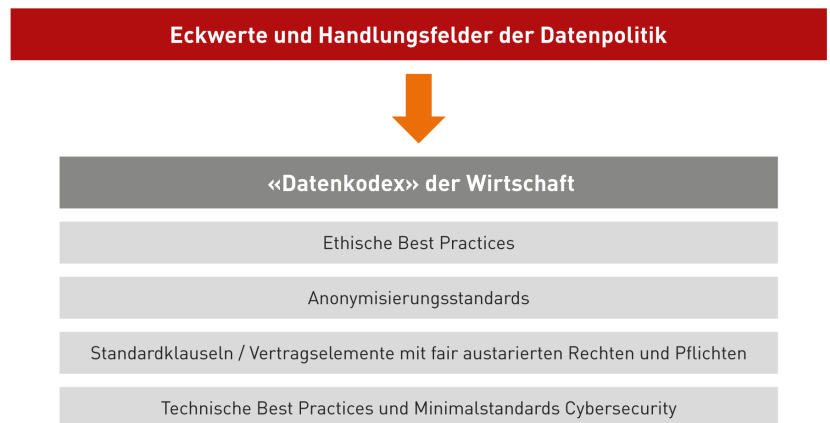 Eckwerte und Handlungsfelder der Datenpolitik
«Datenkodex» der Wirtschaft
Ethische Best Practices
Anonymisierungsstandards
Standardklauseln / Vertragselemente mit fair austarierten Rechten und Pflichten
Technische Best Practices und Minimalstandards Cybersecurity